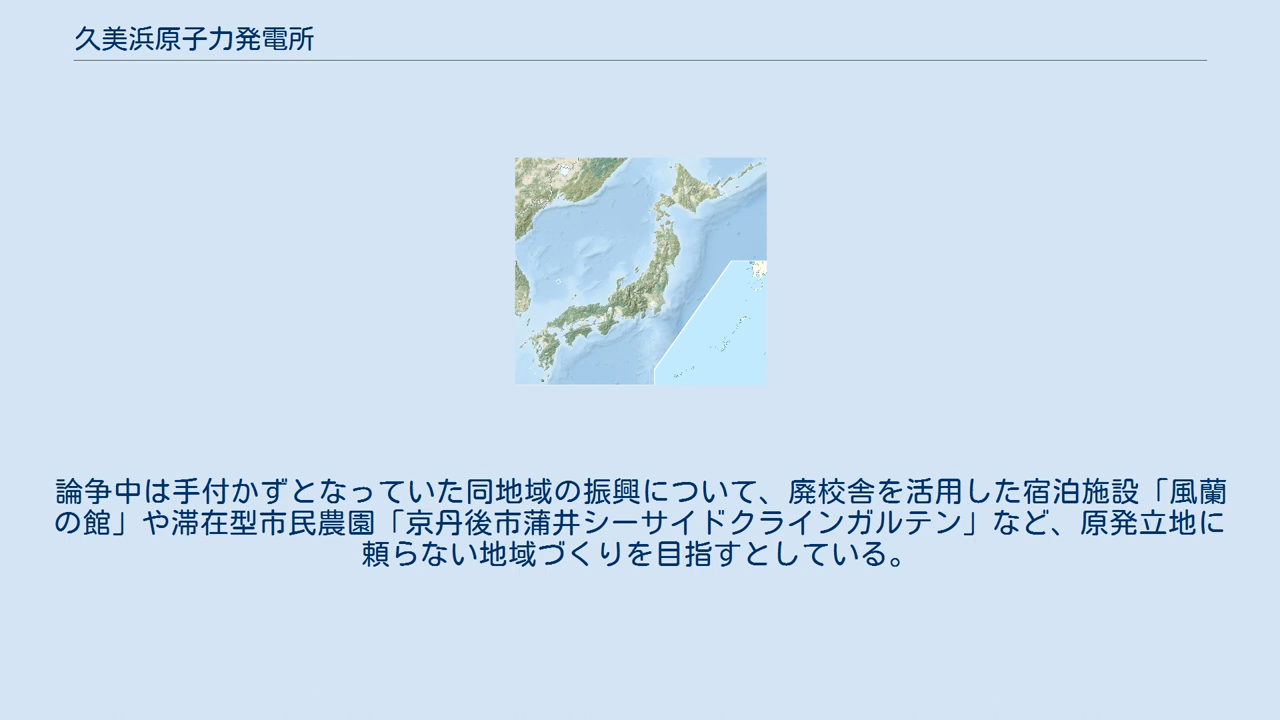 久美浜原子力発電所
論争中は手付かずとなっていた同地域の振興について、廃校舎を活用した宿泊施設「風蘭
の館」や滞在型市民農園「京丹後市蒲井シーサイドクラインガルテン」など、原発立地に
頼らない地域づくりを目指すとしている。